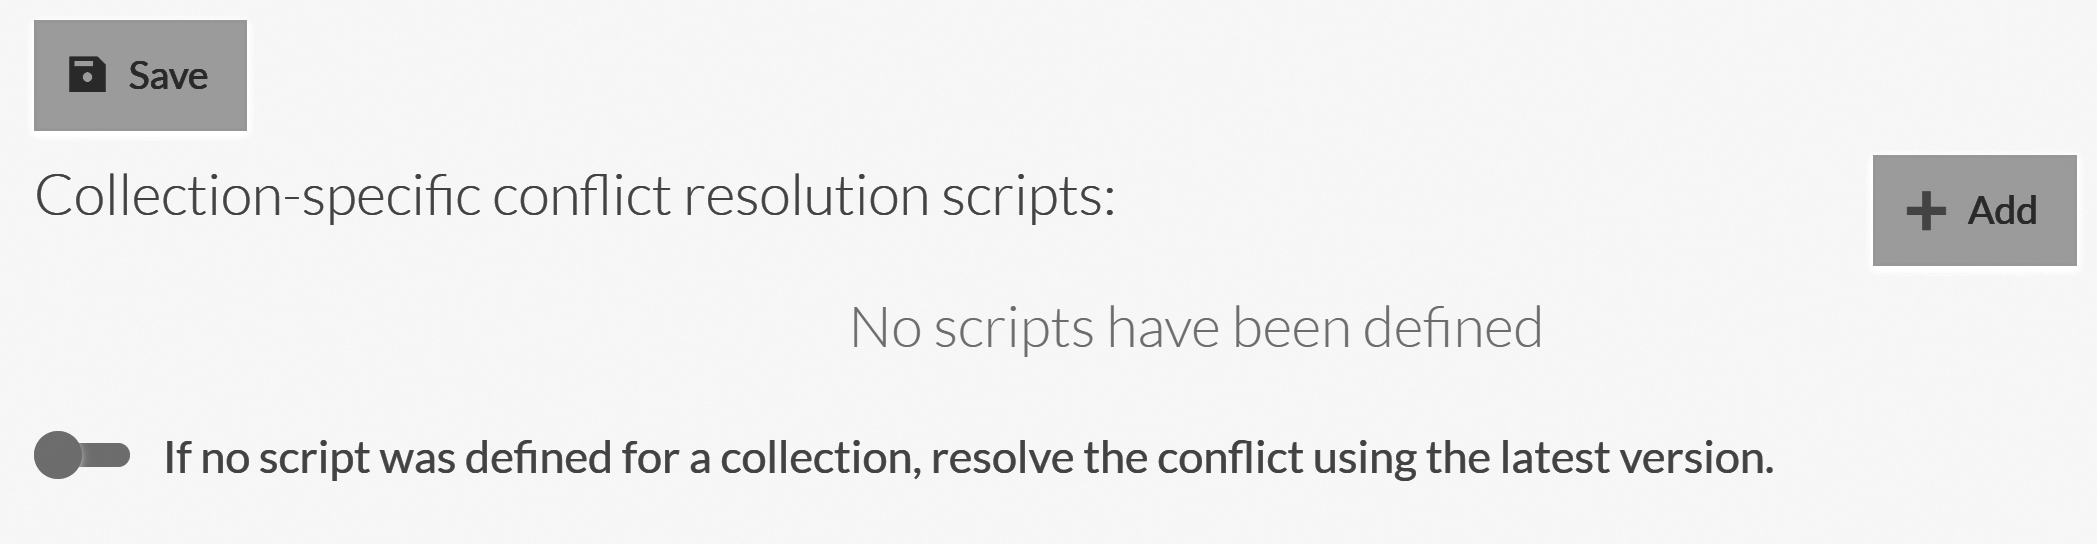 Save
Collection-specific conflict resolution scripts:
Add
No scripts have been defined
If no script was defined for a collection, resolve the conflict using the latest version.